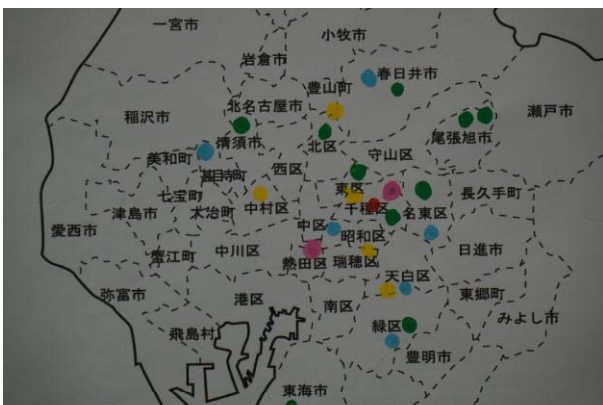 一宮市
小牧市
岩倉市
春日井市
豊山町
稲沢市
北名古屋市
瀬戸市
清須市
北区
尾張旭市
守山区
美和町
西区
甚目寺町
東区
七宝町
中村区
千種区
長久手町
津島市
大治町
名東区
中区
愛西市
昭和区
蟹江町
中川区
熱田区
瑞穂区
日進市
天白区
弥富市
港区
南区
東郷町
みよし市
飛島村
緑区
豊明市
東海市